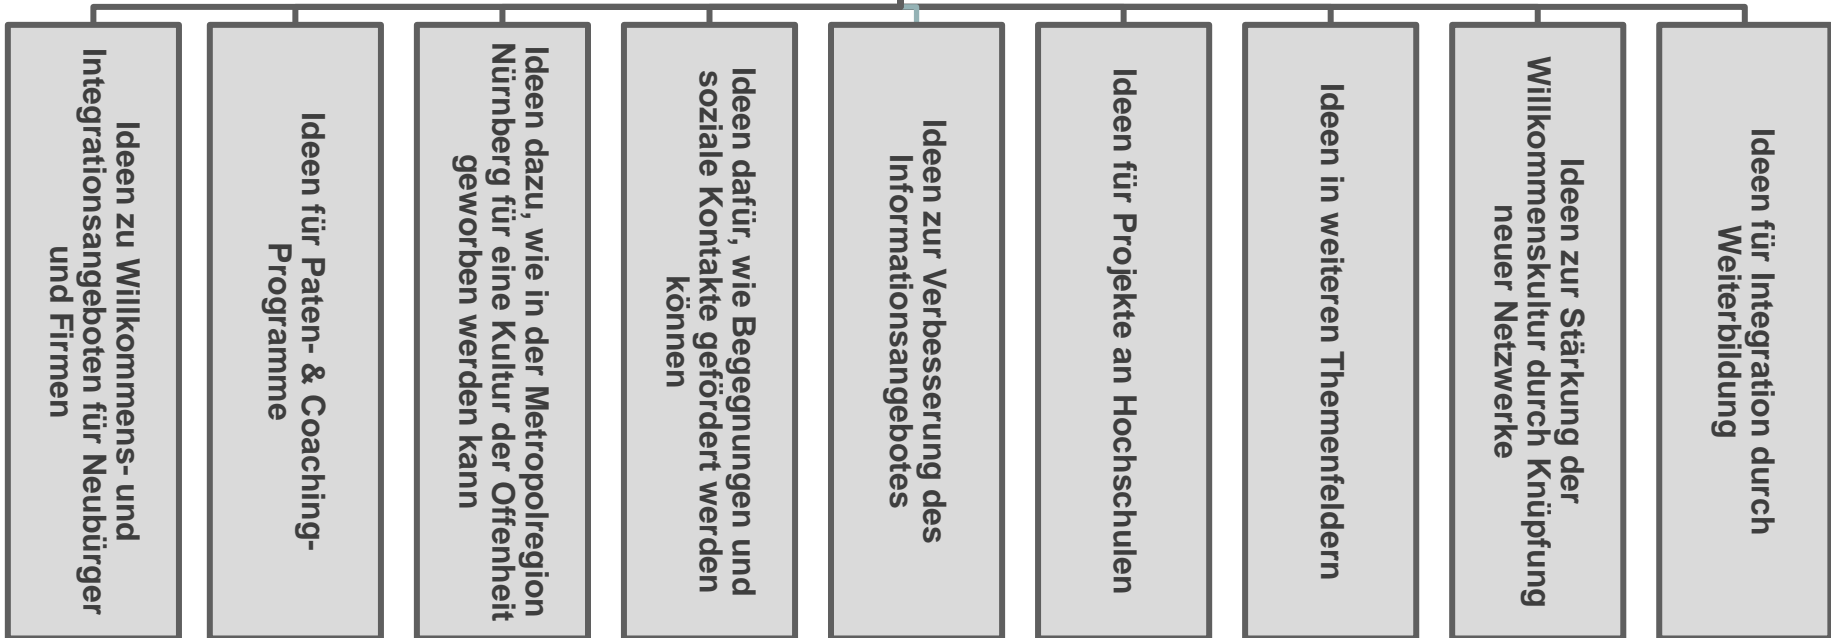 Ideen zu Willkommens- und
Integrationsangeboten für Neubürger
und Firmen
Ideen für Paten- & Coaching-
Programme
Ideen dazu, wie in der Metropolregion
Nürnberg für eine Kultur der Offenheit
geworben werden kann
Ideen dafür, wie Begegnungen und
soziale Kontakte gefördert werden
können
Ideen zur Verbesserung des
Informationsangebotes
Ideen für Projekte an Hochschulen
Ideen in weiteren Themenfeldern
Ideen zur Stärkung der
Willkommenskultur durch Knüpfung
neuer Netzwerke
Ideen für Integration durch
Weiterbildung